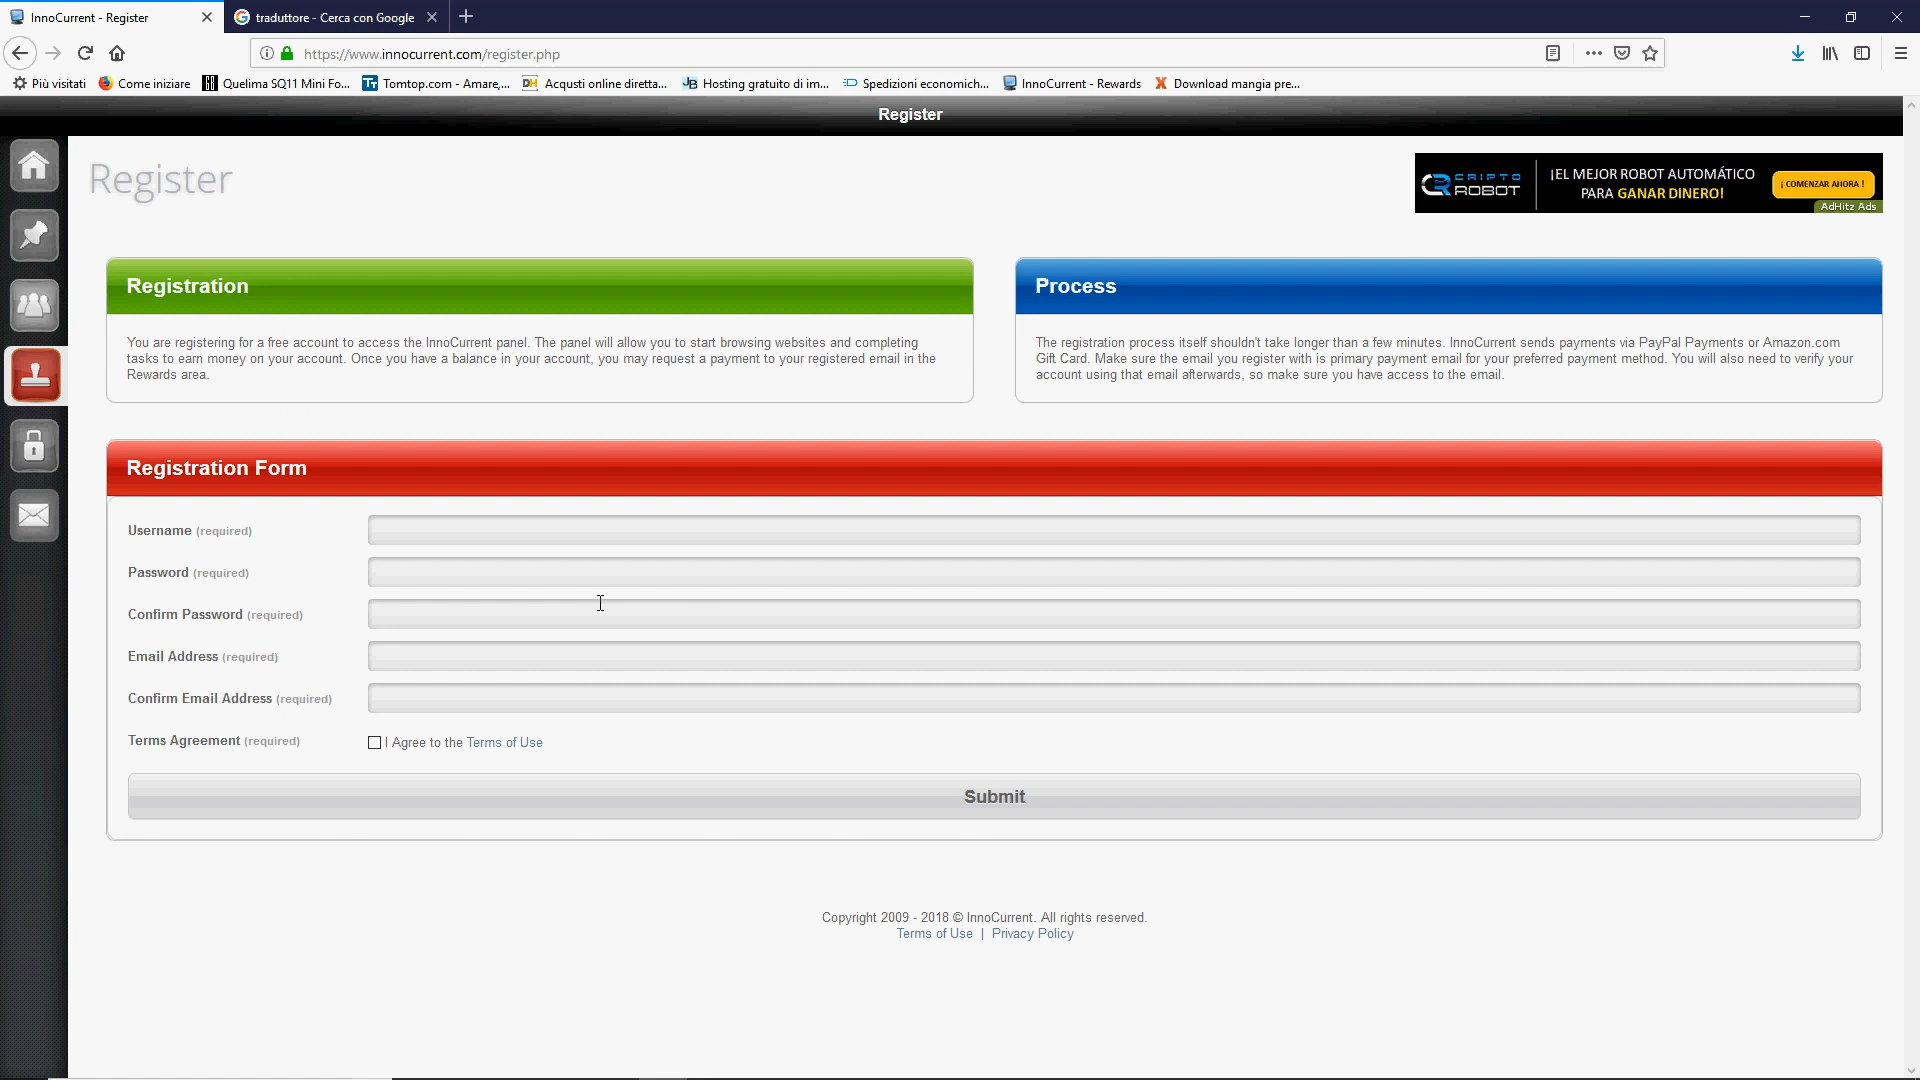 InnoCurrent - Register
traduttore - Cerca con Google
https://www.innocurrent.com/register.php
Più visitati
Come iniziare
Quelima SQ11 Mini Fo...
Tomtop.com - Amare,...
Acqusti online diretta...
Hosting gratuito di im...
Spedizioni economich...
InnoCurrent - Rewards
Download mangia pre...
Register
Register
CRIPTO
ROBOT
¡EL MEJOR ROBOT AUTOMÁTICO
PARA GANAR DINERO!
¡ COMENZAR AHORA !
AdHitz Ads
Registration
You are registering for a free account to access the InnoCurrent panel. The panel will allow you to start browsing websites and completing
tasks to earn money on your account. Once you have a balance in your account, you may request a payment to your registered email in the
Rewards area.
Process
The registration process itself shouldn't take longer than a few minutes. InnoCurrent sends payments via PayPal Payments or Amazon.com
Gift Card. Make sure the email you register with is primary payment email for your preferred payment method. You will also need to verify your
account using that email afterwards, so make sure you have access to the email.
Registration Form
Username (required)
Password (required)
Confirm Password (required)
Email Address (required)
Confirm Email Address (required)
Terms Agreement (required)
I Agree to the Terms of Use
Submit
Copyright 2009 - 2018 © InnoCurrent. All rights reserved.
Terms of Use | Privacy Policy